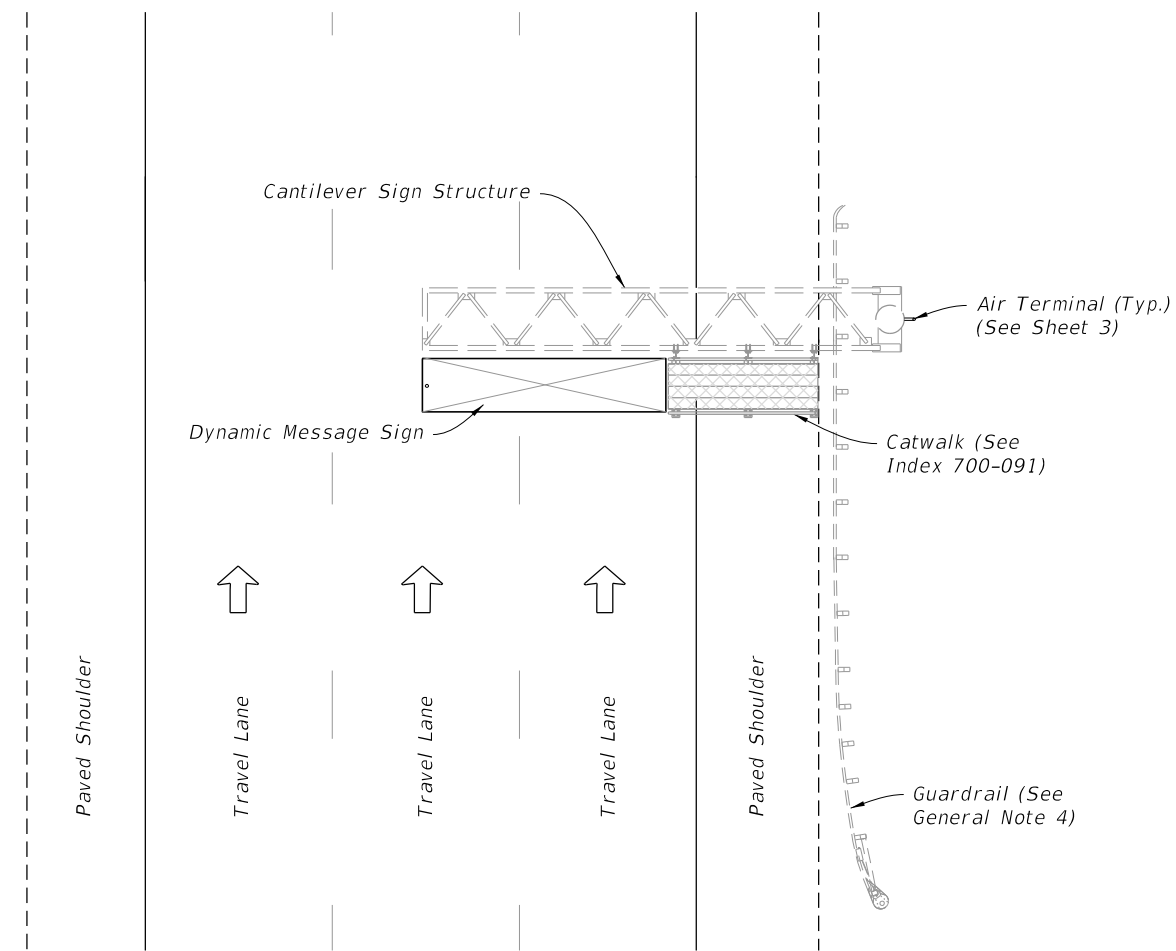 Cantilever Sign Structure
Air Terminal (Typ.)
(See Sheet 3)
Dynamic Message Sign
Catwalk (See
Index 700-091)
Paved Shoulder
Travel Lane
Travel Lane
Travel Lane
Paved Shoulder
Guardrail (See
General Note 4)